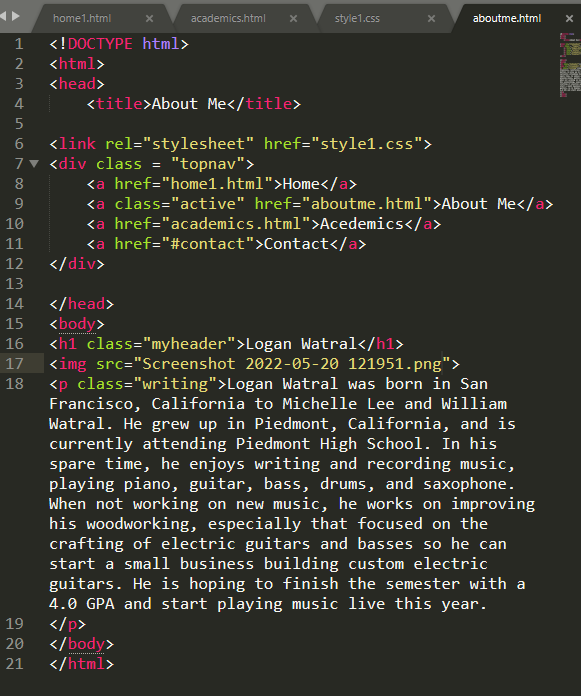 home1.html × academics.html × style1.css × aboutme.html ×
1 <!DOCTYPE html>
2 <html>
3 <head>
4     <title>About Me</title>
5
6 <link rel="stylesheet" href="style1.css">
7 <div class = "topnav">
8     <a href="home1.html">Home</a>
9     <a class="active" href="aboutme.html">About Me</a>
10     <a href="academics.html">Acedemics</a>
11     <a href="#contact">Contact</a>
12 </div>
13
14 </head>
15 <body>
16 <h1 class="myheader">Logan Watral</h1>
17 <img src="Screenshot 2022-05-20 121951.png">
18 <p class="writing">Logan Watral was born in San
Francisco, California to Michelle Lee and William
Watral. He grew up in Piedmont, California, and is
currently attending Piedmont High School. In his
spare time, he enjoys writing and recording music,
playing piano, guitar, bass, drums, and saxophone.
When not working on new music, he works on improving
his woodworking, especially that focused on the
crafting of electric guitars and basses so he can
start a small business building custom electric
guitars. He is hoping to finish the semester with a
4.0 GPA and start playing music live this year.
19 </p>
20 </body>
21 </html>